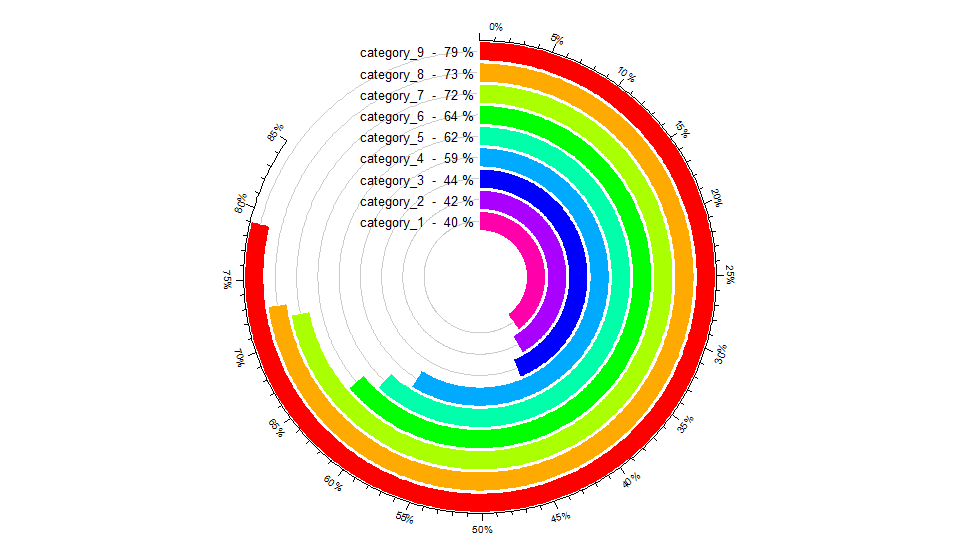 category_9 - 79 %
category_8 - 73 %
category_7 - 72 %
category_6 - 64 %
category_5 - 62 %
category_4 - 59 %
category_3 - 44 %
category_2 - 42 %
category_1 - 40 %
0%
5%
10%
15%
20%
25%
30%
35%
40%
45%
50%
55%
60%
65%
70%
75%
80%
85%